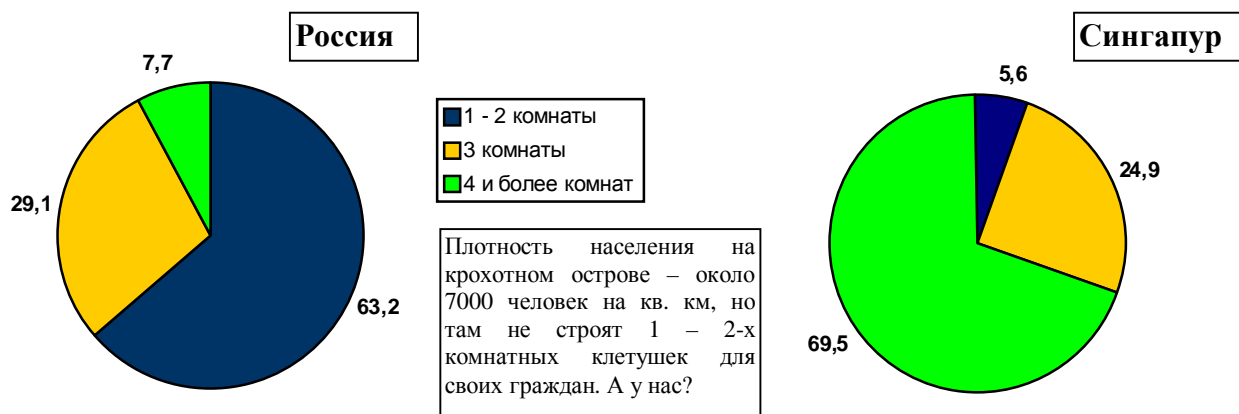 Россия
7,7
29,1
63,2
1 - 2 комнаты
3 комнаты
4 и более комнат
Плотность населения на
крохотном острове – около
7000 человек на кв. км, но
там не строят 1 – 2-х
комнатных клетушек для
своих граждан. А у нас?
Сингапур
5,6
24,9
69,5